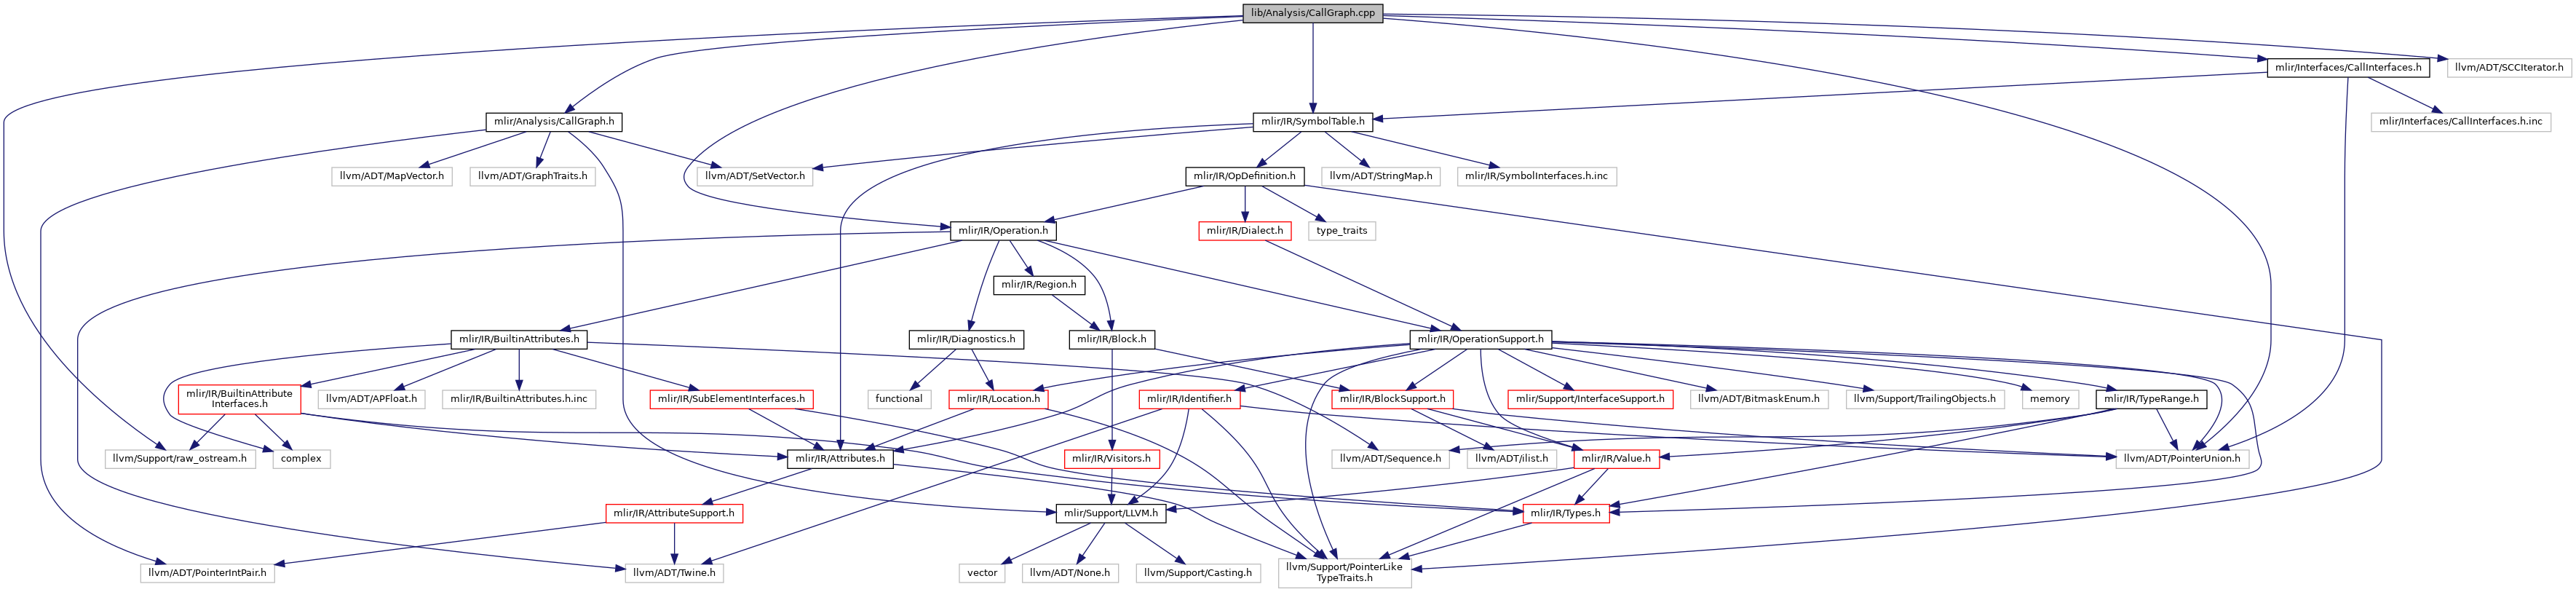 lib/Analysis/CallGraph.cpp
mlir/Interfaces/CallInterfaces.h
llvm/ADT/SCCIterator.h
mlir/Analysis/CallGraph.h
mlir/IR/SymbolTable.h
mlir/Interfaces/CallInterfaces.h.inc
llvm/ADT/MapVector.h
llvm/ADT/GraphTraits.h
llvm/ADT/SetVector.h
mlir/IR/OpDefinition.h
llvm/ADT/StringMap.h
mlir/IR/SymbolInterfaces.h.inc
mlir/IR/Operation.h
mlir/IR/Dialect.h
type_traits
mlir/IR/Region.h
mlir/IR/BuiltinAttributes.h
mlir/IR/Diagnostics.h
mlir/IR/Block.h
mlir/IR/OperationSupport.h
mlir/IR/BuiltinAttribute
Interfaces.h
llvm/ADT/APFloat.h
mlir/IR/BuiltinAttributes.h.inc
mlir/IR/SubElementInterfaces.h
functional
mlir/IR/Location.h
mlir/IR/Identifier.h
mlir/IR/BlockSupport.h
mlir/Support/InterfaceSupport.h
llvm/ADT/BitmaskEnum.h
llvm/Support/TrailingObjects.h
memory
mlir/IR/TypeRange.h
llvm/Support/raw_ostream.h
complex
mlir/IR/Attributes.h
mlir/IR/Visitors.h
llvm/ADT/Sequence.h
llvm/ADT/ilist.h
mlir/IR/Value.h
llvm/ADT/PointerUnion.h
mlir/IR/AttributeSupport.h
mlir/Support/LLVM.h
mlir/IR/Types.h
llvm/ADT/PointerIntPair.h
llvm/ADT/Twine.h
vector
llvm/ADT/None.h
llvm/Support/Casting.h
llvm/Support/PointerLike
TypeTraits.h